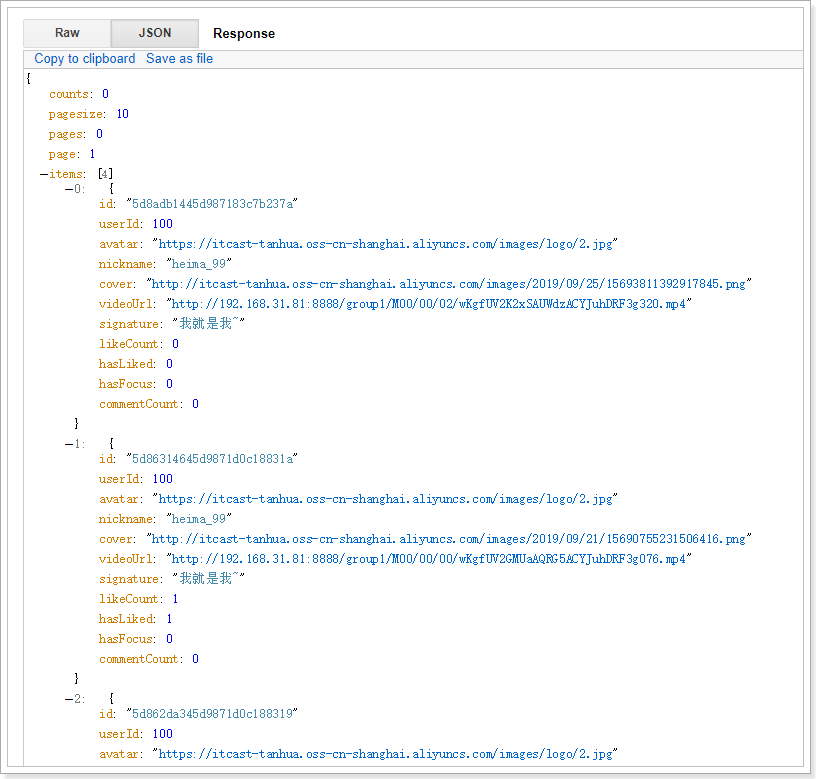 Raw JSON Response
Copy to clipboard Save as file
{
counts: 0
pagesize: 10
pages: 0
page: 1
−items: [4]
−0: {
id: "5d8adb1445d987183c7b237a"
userId: 100
avatar: "https://itcast-tanhua.oss-cn-shanghai.aliyuncs.com/images/logo/2.jpg"
nickname: "heima_99"
cover: "http://itcast-tanhua.oss-cn-shanghai.aliyuncs.com/images/2019/09/25/15693811392917845.png"
videoUrl: "http://192.168.31.81:8888/group1/M00/00/02/wKgfUV2K2xSAUWdzACYJuhDRF3g320.mp4"
signature: "我就是我~"
likeCount: 0
hasLiked: 0
hasFocus: 0
commentCount: 0
}
−1: {
id: "5d86314645d9871d0c18831a"
userId: 100
avatar: "https://itcast-tanhua.oss-cn-shanghai.aliyuncs.com/images/logo/2.jpg"
nickname: "heima_99"
cover: "http://itcast-tanhua.oss-cn-shanghai.aliyuncs.com/images/2019/09/21/15690755231506416.png"
videoUrl: "http://192.168.31.81:8888/group1/M00/00/00/wKgfUV2GMUaAQRG5ACYJuhDRF3g076.mp4"
signature: "我就是我~"
likeCount: 1
hasLiked: 1
hasFocus: 0
commentCount: 0
}
−2: {
id: "5d862da345d9871d0c188319"
userId: 100
avatar: "https://itcast-tanhua.oss-cn-shanghai.aliyuncs.com/images/logo/2.jpg"